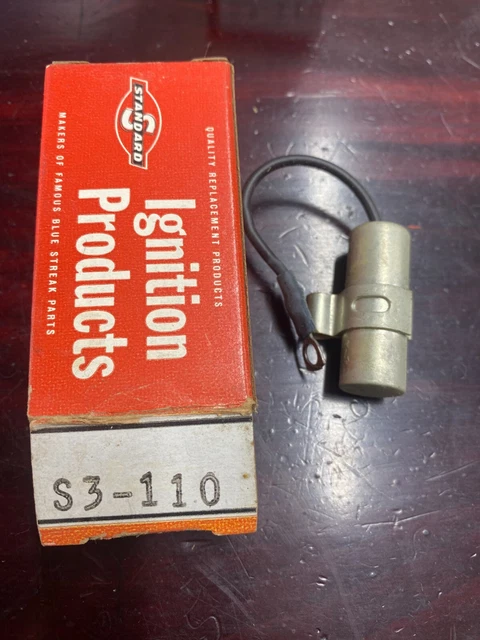 QUALITY REPLACEMENT PRODUCTS
STANDARD
S
Ignition
Products
MAKERS OF FAMOUS BLUE STREAK PARTS
S3-110